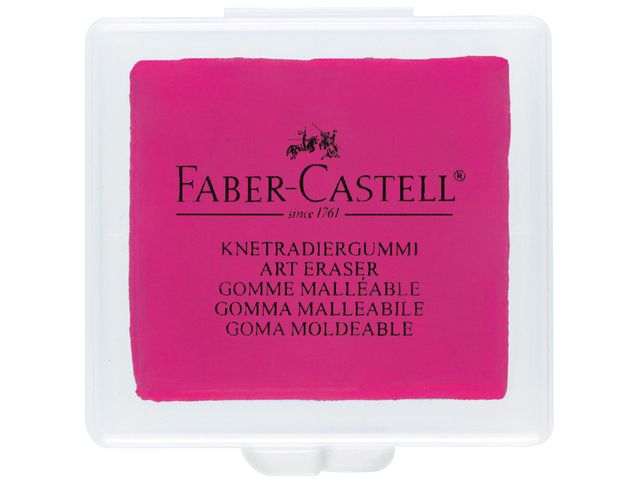 FABER-CASTELL®
since 1761
KNETRADIERGUMMI
ART ERASER
GOMME MALLÉABLE
GOMMA MALLEABILE
GOMA MOLDEABLE